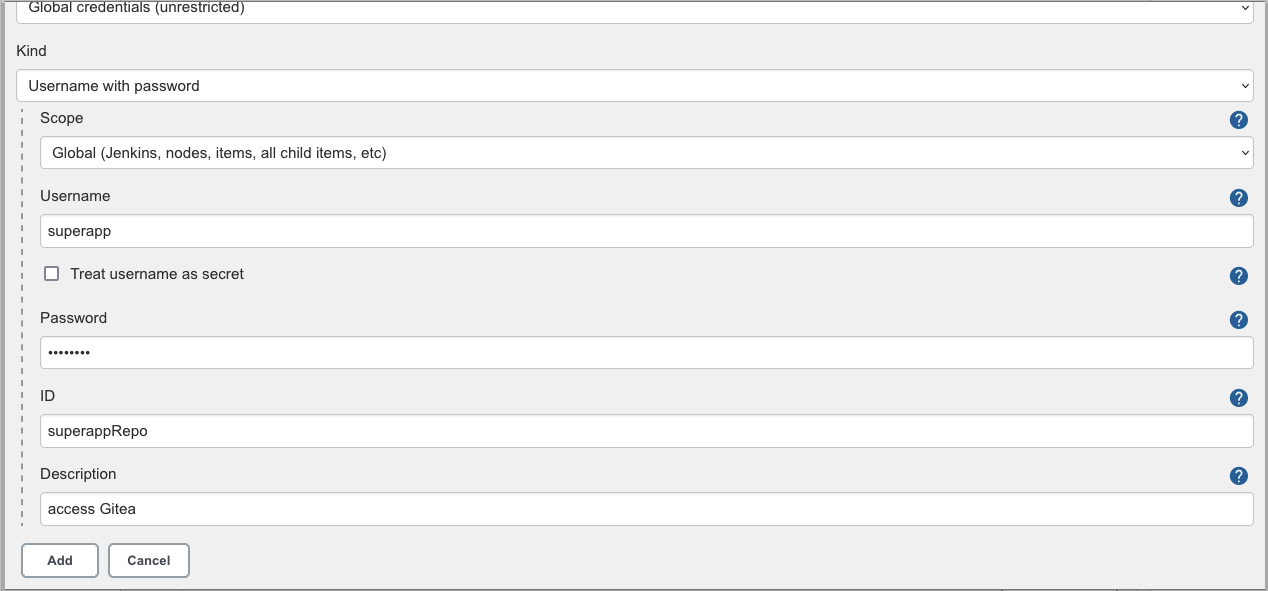 Global credentials (unrestricted)
Kind
Username with password
Scope
?
Global (Jenkins, nodes, items, all child items, etc)
Username
?
superapp
Treat username as secret
?
Password
?
••••••••
ID
?
superappRepo
Description
?
access Gitea
Add Cancel